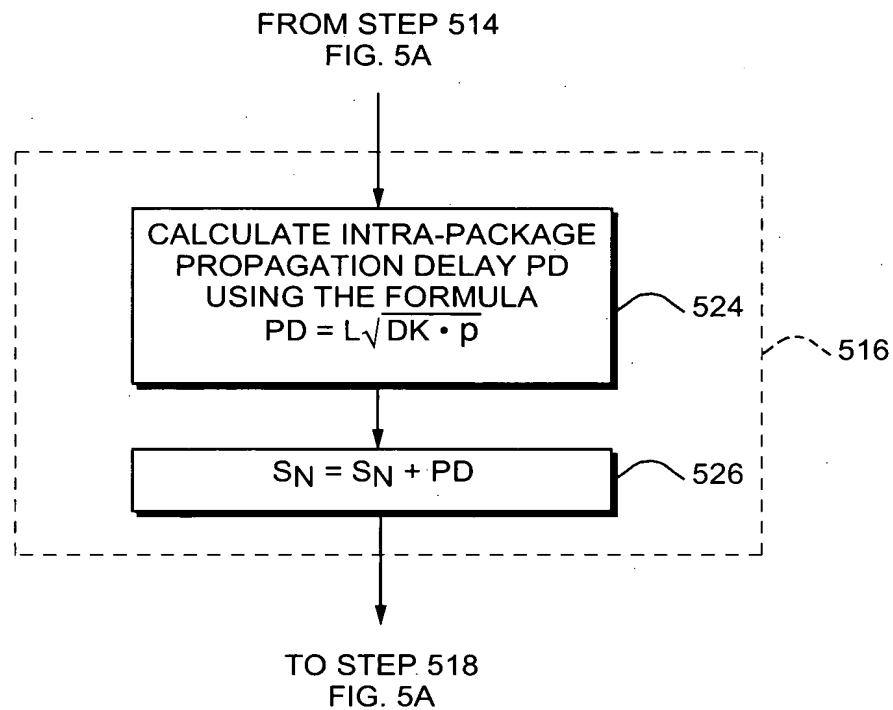 FROM STEP 514
FIG. 5A
CALCULATE INTRA-PACKAGE
PROPAGATION DELAY PD
USING THE FORMULA
PD = L√DK • p
524
516
SN = SN + PD
526
TO STEP 518
FIG. 5A